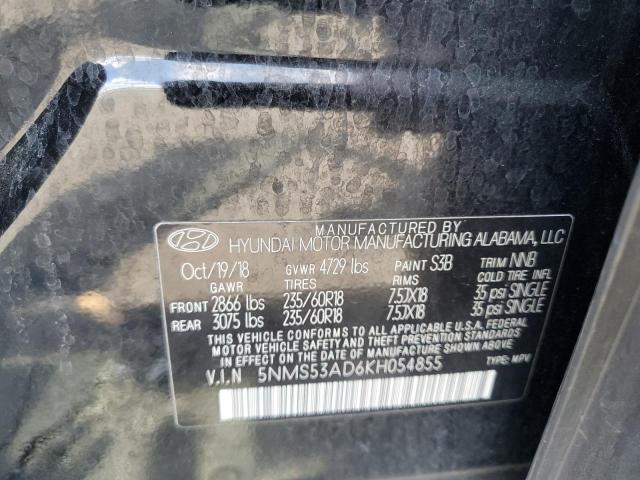 MANUFACTURED BY
HYUNDAI MOTOR MANUFACTURING ALABAMA, LLC
Oct/19/18 GVWR 4729 lbs PAINT S3B TRIM NNB
GAWR TIRES RIMS COLD TIRE INFL
FRONT 2866 lbs 235/60R18 7.5JX18 35 psi SINGLE
REAR 3075 lbs 235/60R18 7.5JX18 35 psi SINGLE
THIS VEHICLE CONFORMS TO ALL APPLICABLE FEDERAL
MOTOR VEHICLE SAFETY AND THEFT PREVENTION STANDARDS
IN EFFECT ON THE DATE OF MANUFACTURE SHOWN ABOVE
V.I.N 5NMS53AD6KH054855 TYPE: MPV